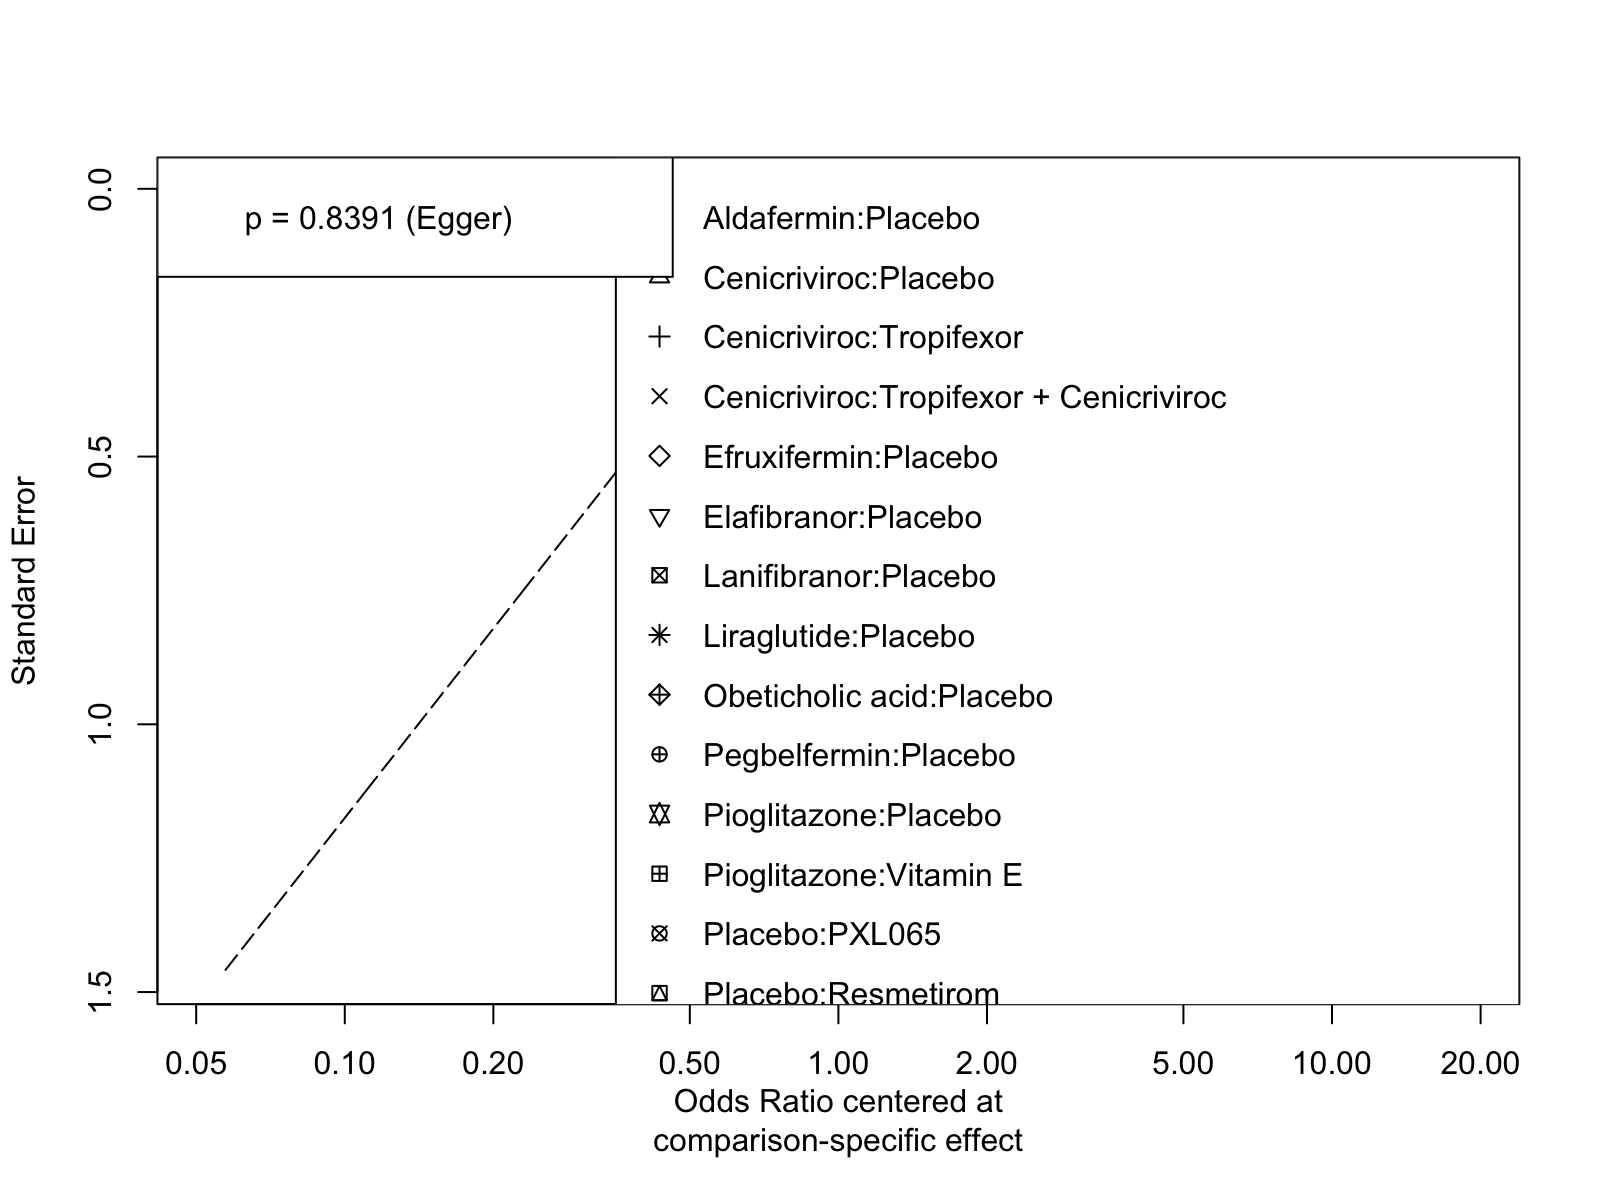 p = 0.8391 (Egger)
Aldafermin:Placebo
Cenicriviroc:Placebo
Cenicriviroc:Tropifexor
Cenicriviroc:Tropifexor + Cenicriviroc
Efruxifermin:Placebo
Elafibranor:Placebo
Lanifibranor:Placebo
Liraglutide:Placebo
Obeticholic acid:Placebo
Pegbelfermin:Placebo
Pioglitazone:Placebo
Pioglitazone:Vitamin E
Placebo:PXL065
Placebo:Resmetirom
Standard Error
0.0
0.5
1.0
1.5
0.05 0.10 0.20 0.50 1.00 2.00 5.00 10.00 20.00
Odds Ratio centered at
comparison-specific effect